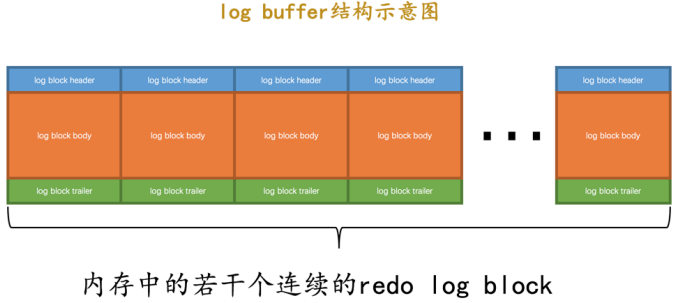 log buffer结构示意图
log block header log block header log block header log block header log block header
log block body log block body log block body log block body log block body
log block trailer log block trailer log block trailer log block trailer log block trailer
内存中的若干个连续的redo log block